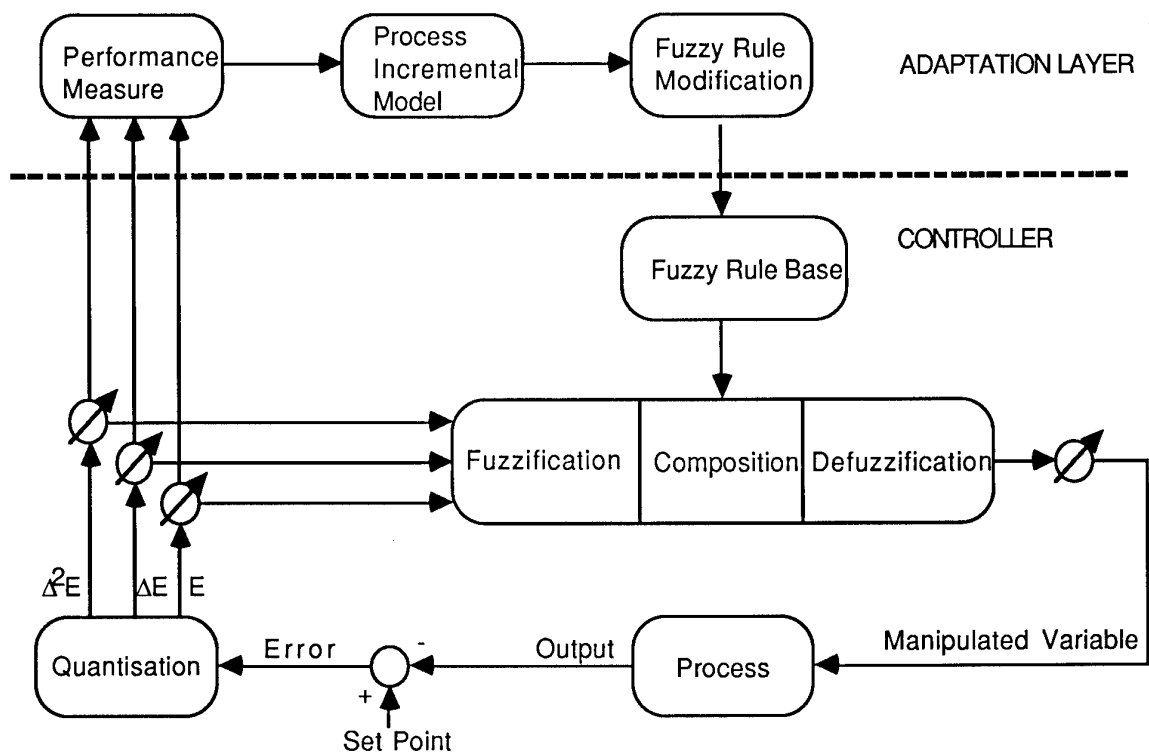 Performance
Measure
Process
Incremental
Model
Fuzzy Rule
Modification
ADAPTATION LAYER
CONTROLLER
Fuzzy Rule Base
Fuzzification
Composition
Defuzzification
Δ²E
ΔE
E
Quantisation
Error
-
+
Set Point
Output
Process
Manipulated Variable